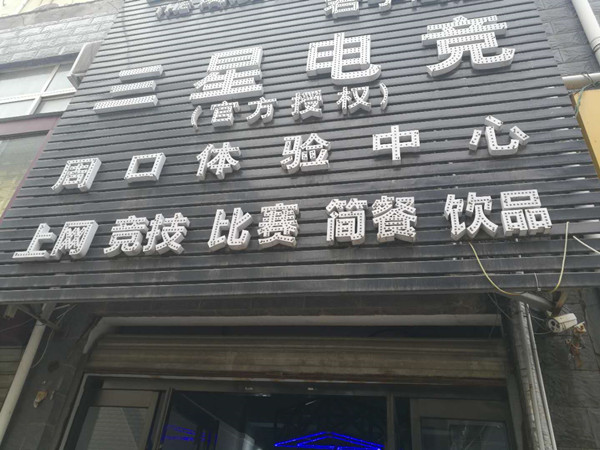 三星电竞
(官方授权)
周口体验中心
上网 竞技 比赛 简餐 饮品